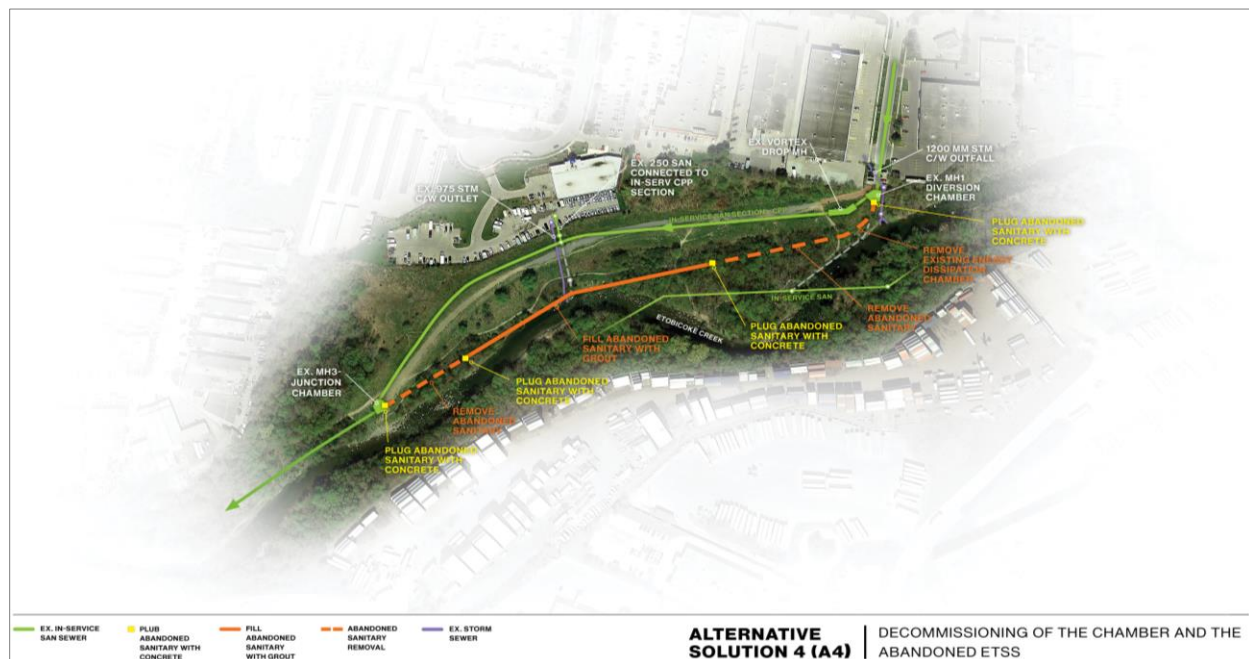 EX. VORTEX
DROP MH
1200 MM STM
C/W OUTFALL
EX. 250 SAN
CONNECTED TO
IN-SERV CPP
SECTION
EX. MH1
DIVERSION
CHAMBER
EX. 975 STM
C/W OUTLET
IN-SERVICE SAN SECTION - CPP
PLUG ABANDONED
SANITARY WITH
CONCRETE
REMOVE
EXISTING ENERGY
DISSIPATION
CHAMBER
IN-SERVICE SAN
REMOVE
ABANDONED
SANITARY
ETOBICOKE CREEK
PLUG ABANDONED
SANITARY WITH
CONCRETE
FILL ABANDONED
SANITARY WITH
GROUT
EX. MH3-
JUNCTION
CHAMBER
PLUG ABANDONED
SANITARY WITH
CONCRETE
REMOVE
ABANDONED
SANITARY
PLUG ABANDONED
SANITARY WITH
CONCRETE
EX. IN-SERVICE
SAN SEWER
PLUB
ABANDONED
SANITARY WITH
CONCRETE
FILL
ABANDONED
SANITARY
WITH GROUT
ABANDONED
SANITARY
REMOVAL
EX. STORM
SEWER
ALTERNATIVE
SOLUTION 4 (A4)
DECOMMISSIONING OF THE CHAMBER AND THE
ABANDONED ETSS